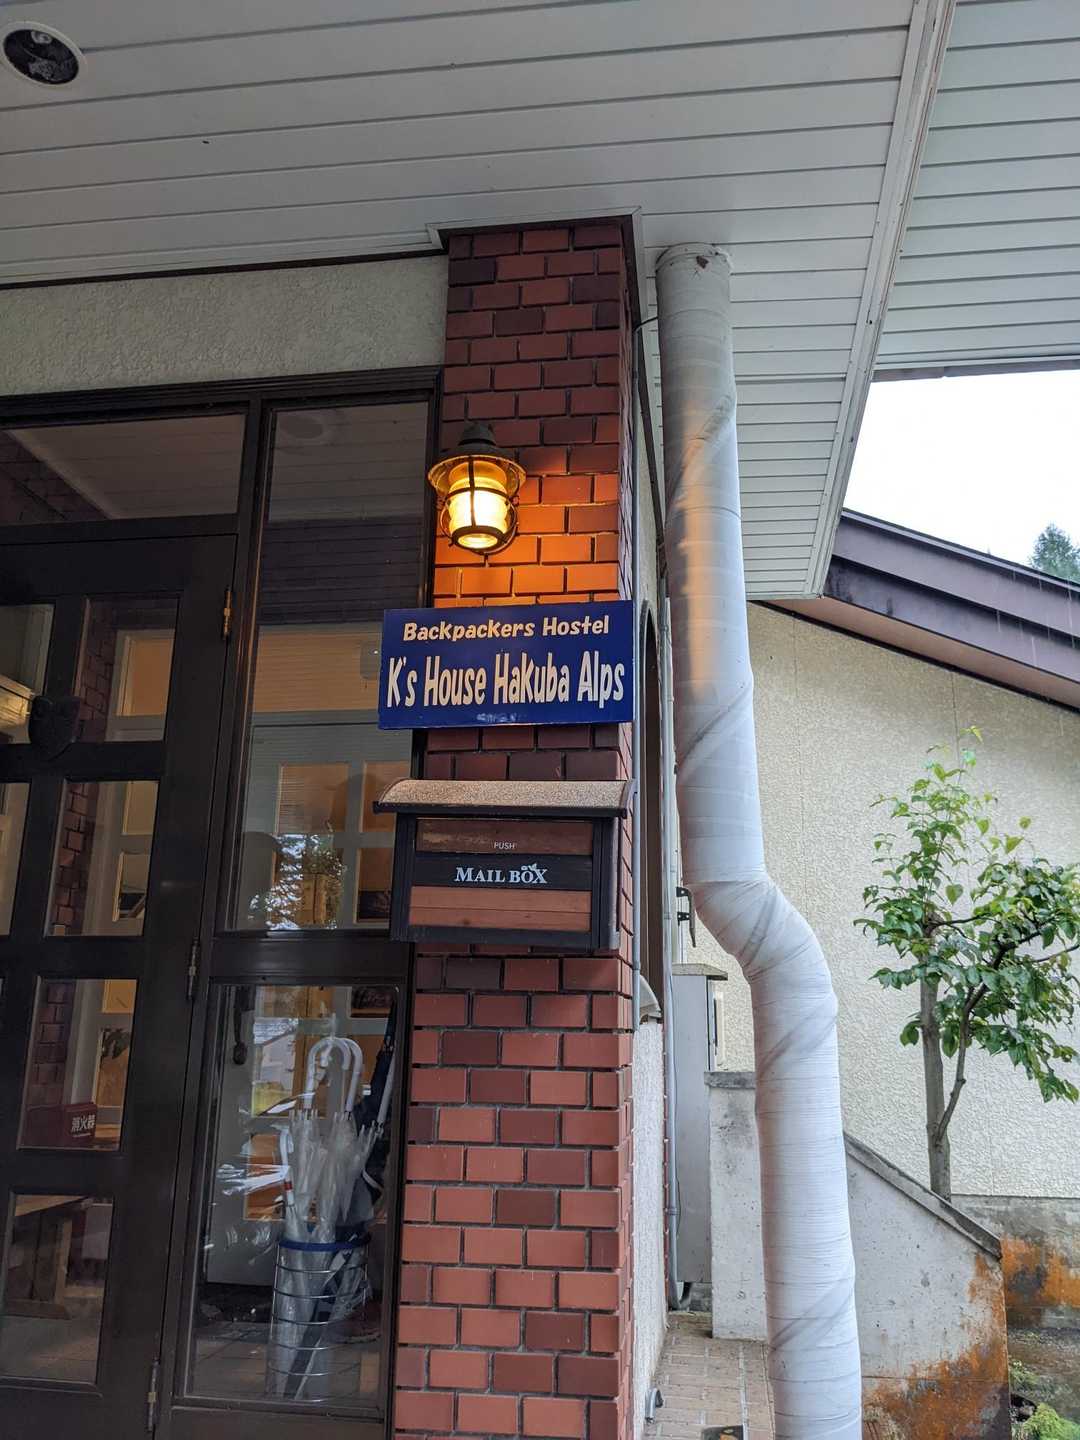 Backpackers Hostel
K's House Hakuba Alps
PUSH
MAIL BOX
消火器